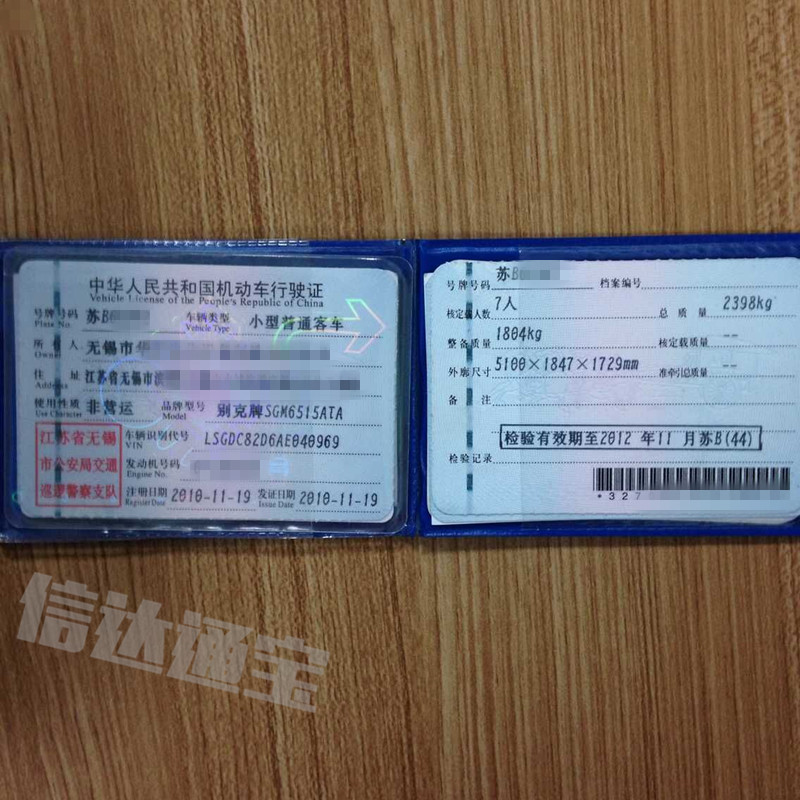 中华人民共和国机动车行驶证
Vehicle License of the People's Republic of China
号牌号码 苏B 车辆类型 小型普通客车
Plate No. Vehicle Type
所有人 无锡市
Owner
住址 江苏省无锡市滨
Address
使用性质 非营运 品牌型号 别克牌SGM6515ATA
Use Character Model
江苏省无锡
市公安局交通
巡逻警察支队
车辆识别代号 LSGDC82D6AE040969
VIN
发动机号码
Engine No.
注册日期 2010-11-19 发证日期 2010-11-19
Register Date Issue Date
号牌号码 苏B 档案编号
核定载人数 7人 总质量 2398kg
整备质量 1804kg 核定载质量 --
外廓尺寸 5100×1847×1729mm 准牵引总质量 --
备注
检验有效期至2012 年11 月苏B(44)
检验记录
*327
信达通宝